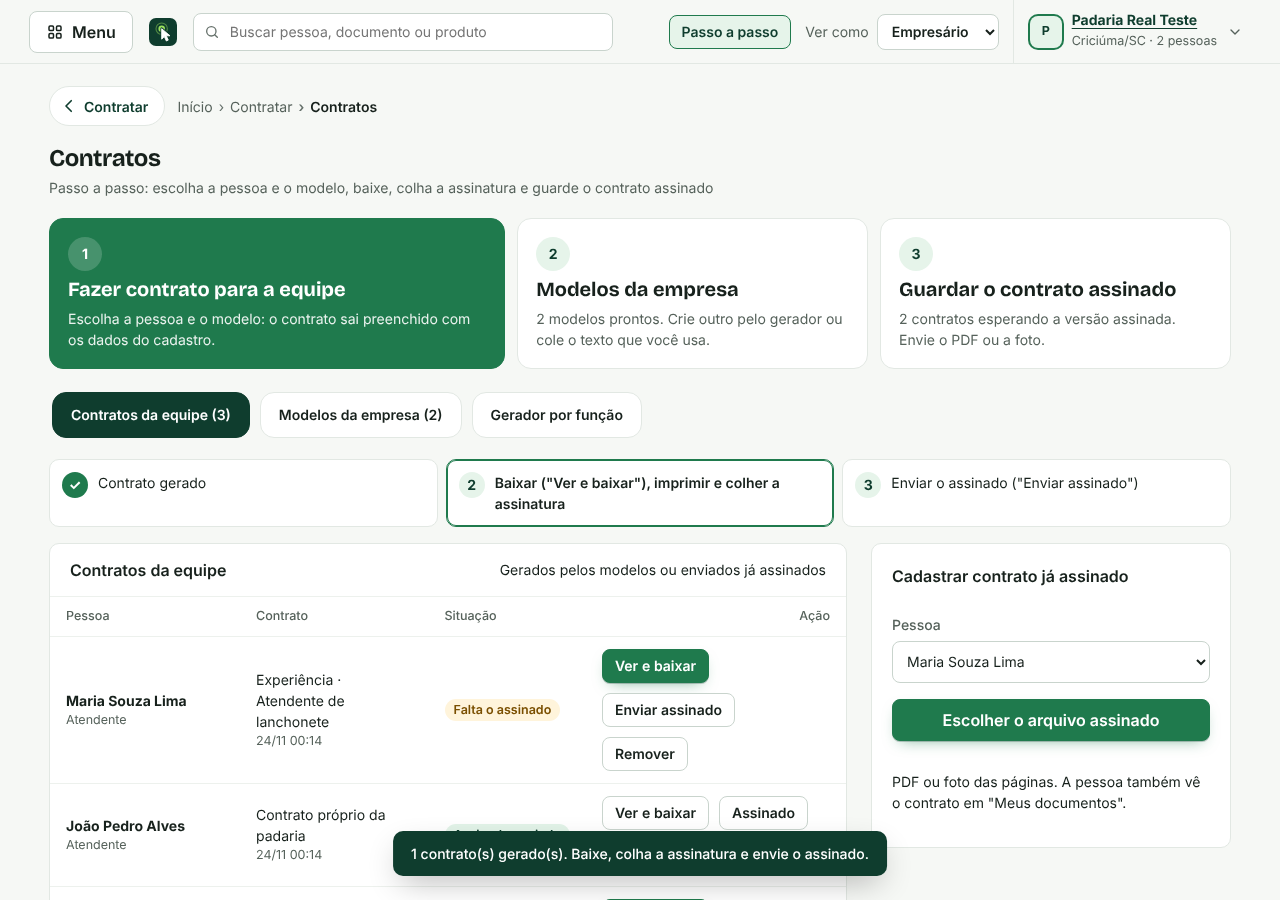 Menu
Buscar pessoa, documento ou produto
Passo a passo
Ver como
Empresário
P
Padaria Real Teste
Criciúma/SC · 2 pessoas
Contratar
Início › Contratar › Contratos
Contratos
Passo a passo: escolha a pessoa e o modelo, baixe, colha a assinatura e guarde o contrato assinado
1
Fazer contrato para a equipe
Escolha a pessoa e o modelo: o contrato sai preenchido com
os dados do cadastro.
2
Modelos da empresa
2 modelos prontos. Crie outro pelo gerador ou
cole o texto que você usa.
3
Guardar o contrato assinado
2 contratos esperando a versão assinada.
Envie o PDF ou a foto.
Contratos da equipe (3)
Modelos da empresa (2)
Gerador por função
Contrato gerado
2
Baixar ("Ver e baixar"), imprimir e colher a
assinatura
3
Enviar o assinado ("Enviar assinado")
Contratos da equipe
Gerados pelos modelos ou enviados já assinados
Pessoa
Contrato
Situação
Ação
Maria Souza Lima
Atendente
Experiência ·
Atendente de
lanchonete
24/11 00:14
Falta o assinado
Ver e baixar
Enviar assinado
Remover
João Pedro Alves
Atendente
Contrato próprio da
padaria
24/11 00:14
Ver e baixar
Assinado
Cadastrar contrato já assinado
Pessoa
Maria Souza Lima
Escolher o arquivo assinado
PDF ou foto das páginas. A pessoa também vê
o contrato em "Meus documentos".
1 contrato(s) gerado(s). Baixe, colha a assinatura e envie o assinado.